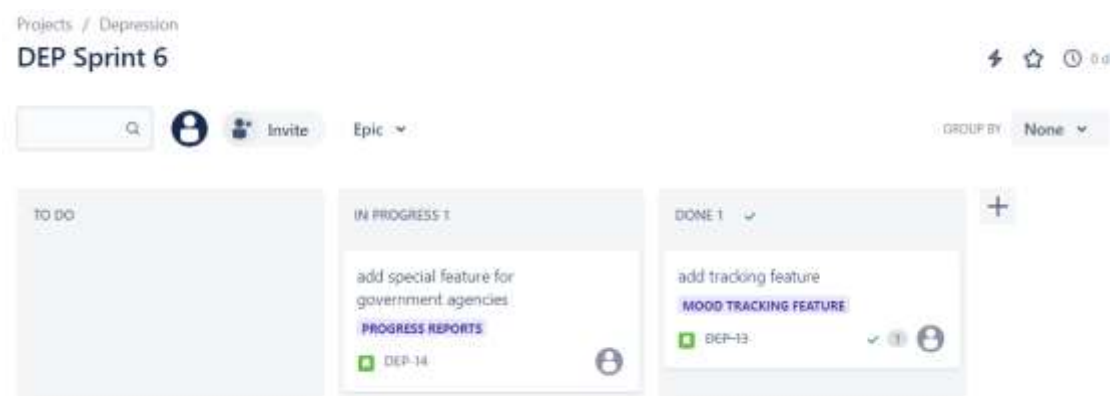 Projects / Depression
DEP Sprint 6
0 d
Invite
Epic
GROUP BY None
TO DO
IN PROGRESS 1
DONE 1
add special feature for
government agencies
PROGRESS REPORTS
DEP-14
add tracking feature
MOOD TRACKING FEATURE
DEP-13